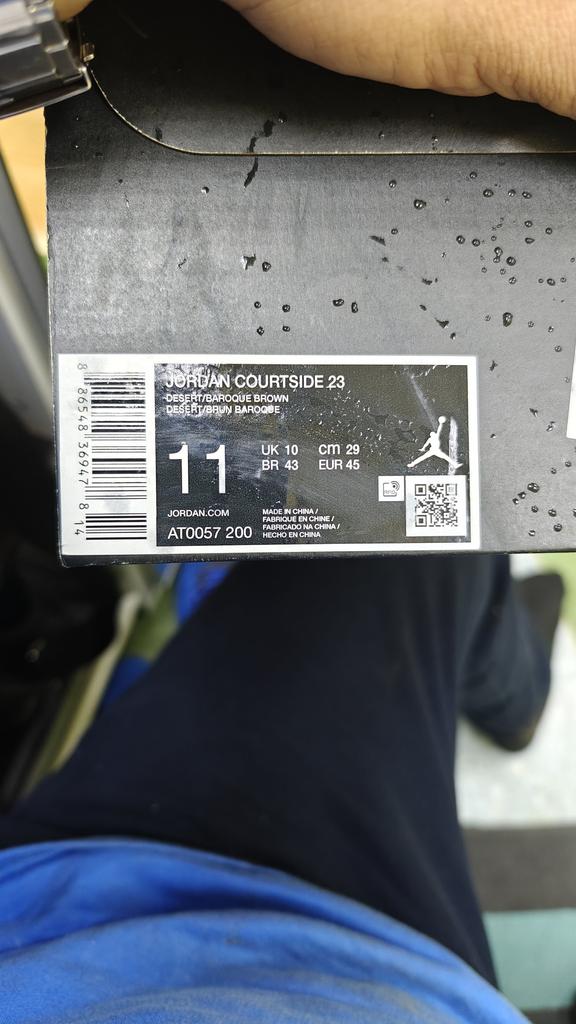 JORDAN COURTSIDE 23
DESERT/BAROQUE BROWN
DESERT/BRUN BAROQUE
11
UK 10 cm 29
BR 43 EUR 45
RFID
JORDAN.COM
AT0057 200
MADE IN CHINA /
FABRIQUE EN CHINE /
FABRICADO NA CHINA /
HECHO EN CHINA
8 86548 36947 8 14